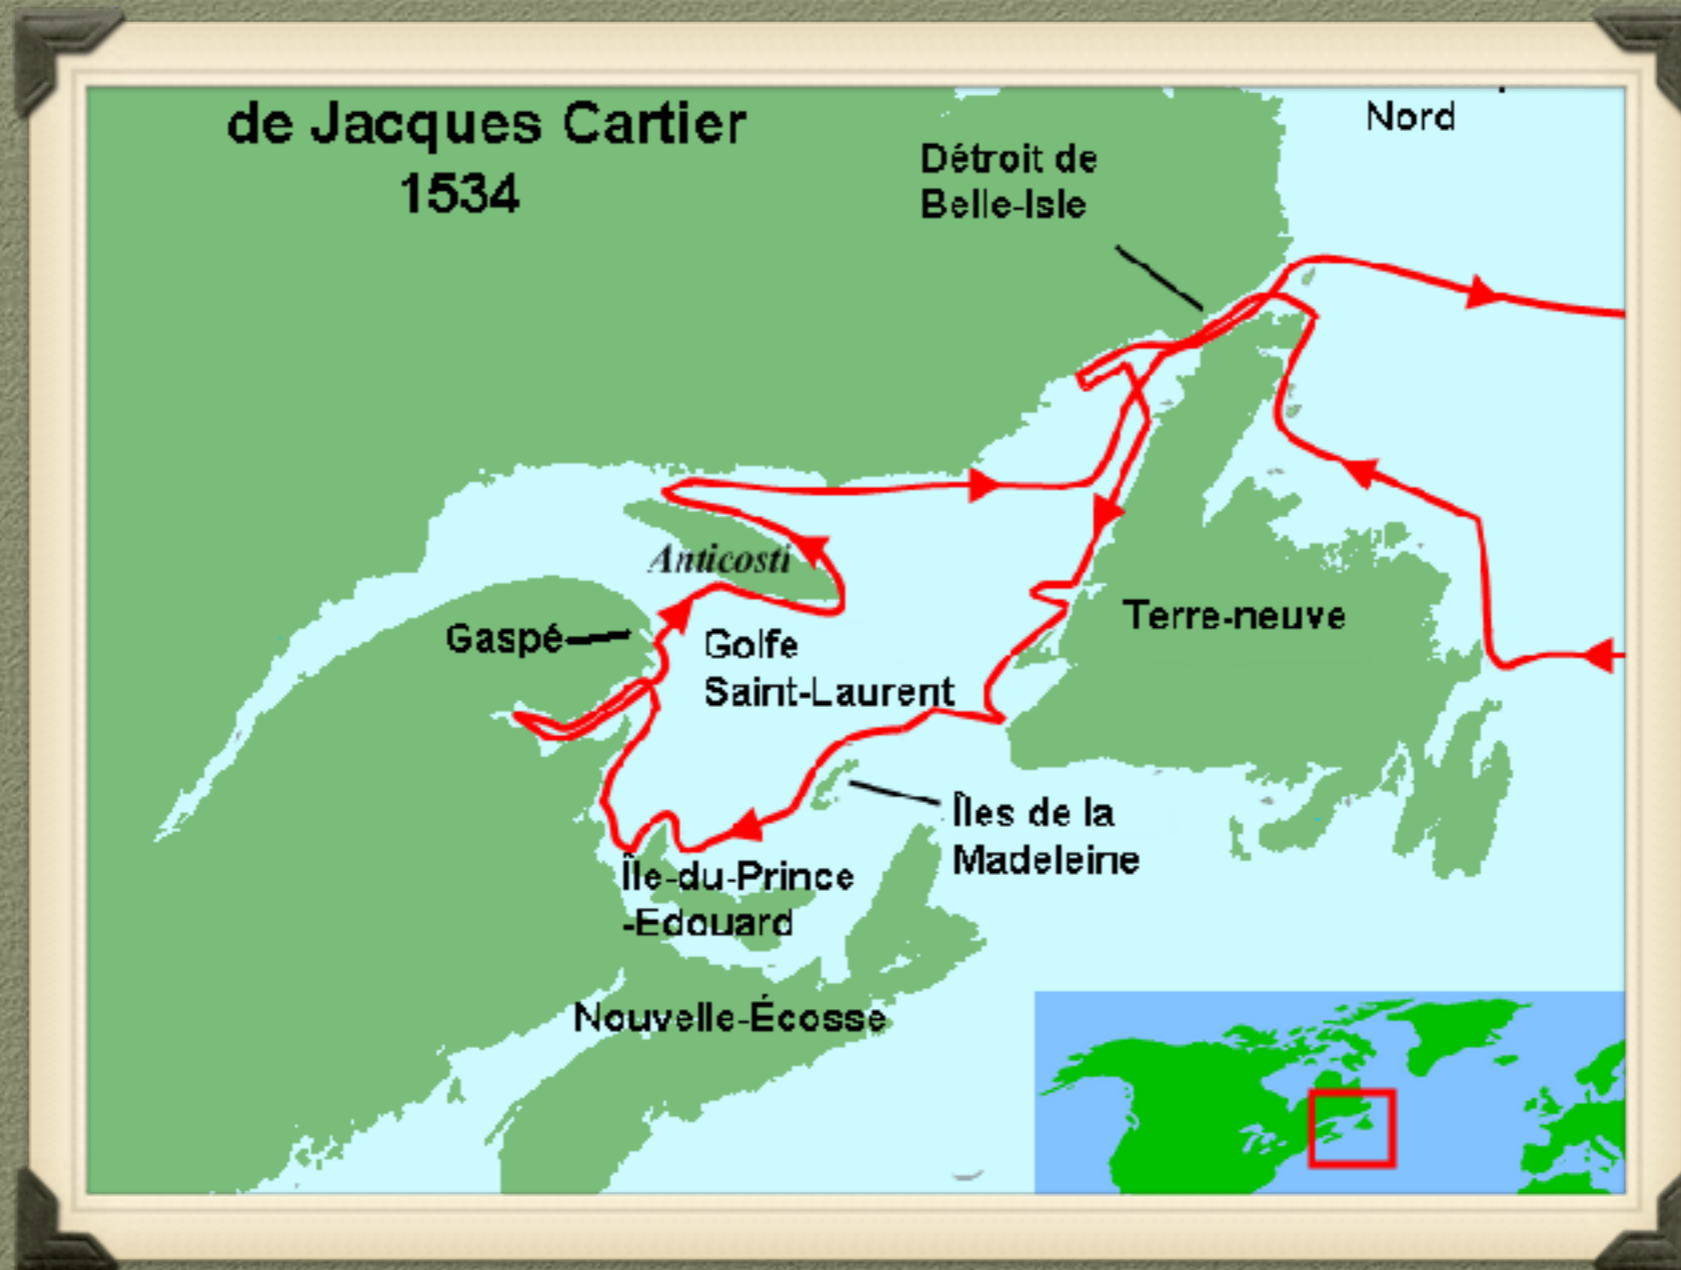 de Jacques Cartier
1534
Nord
Détroit de
Belle-Isle
Anticosti
Gaspé
Golfe
Saint-Laurent
Terre-neuve
Îles de la
Madeleine
Île-du-Prince
-Edouard
Nouvelle-Écosse